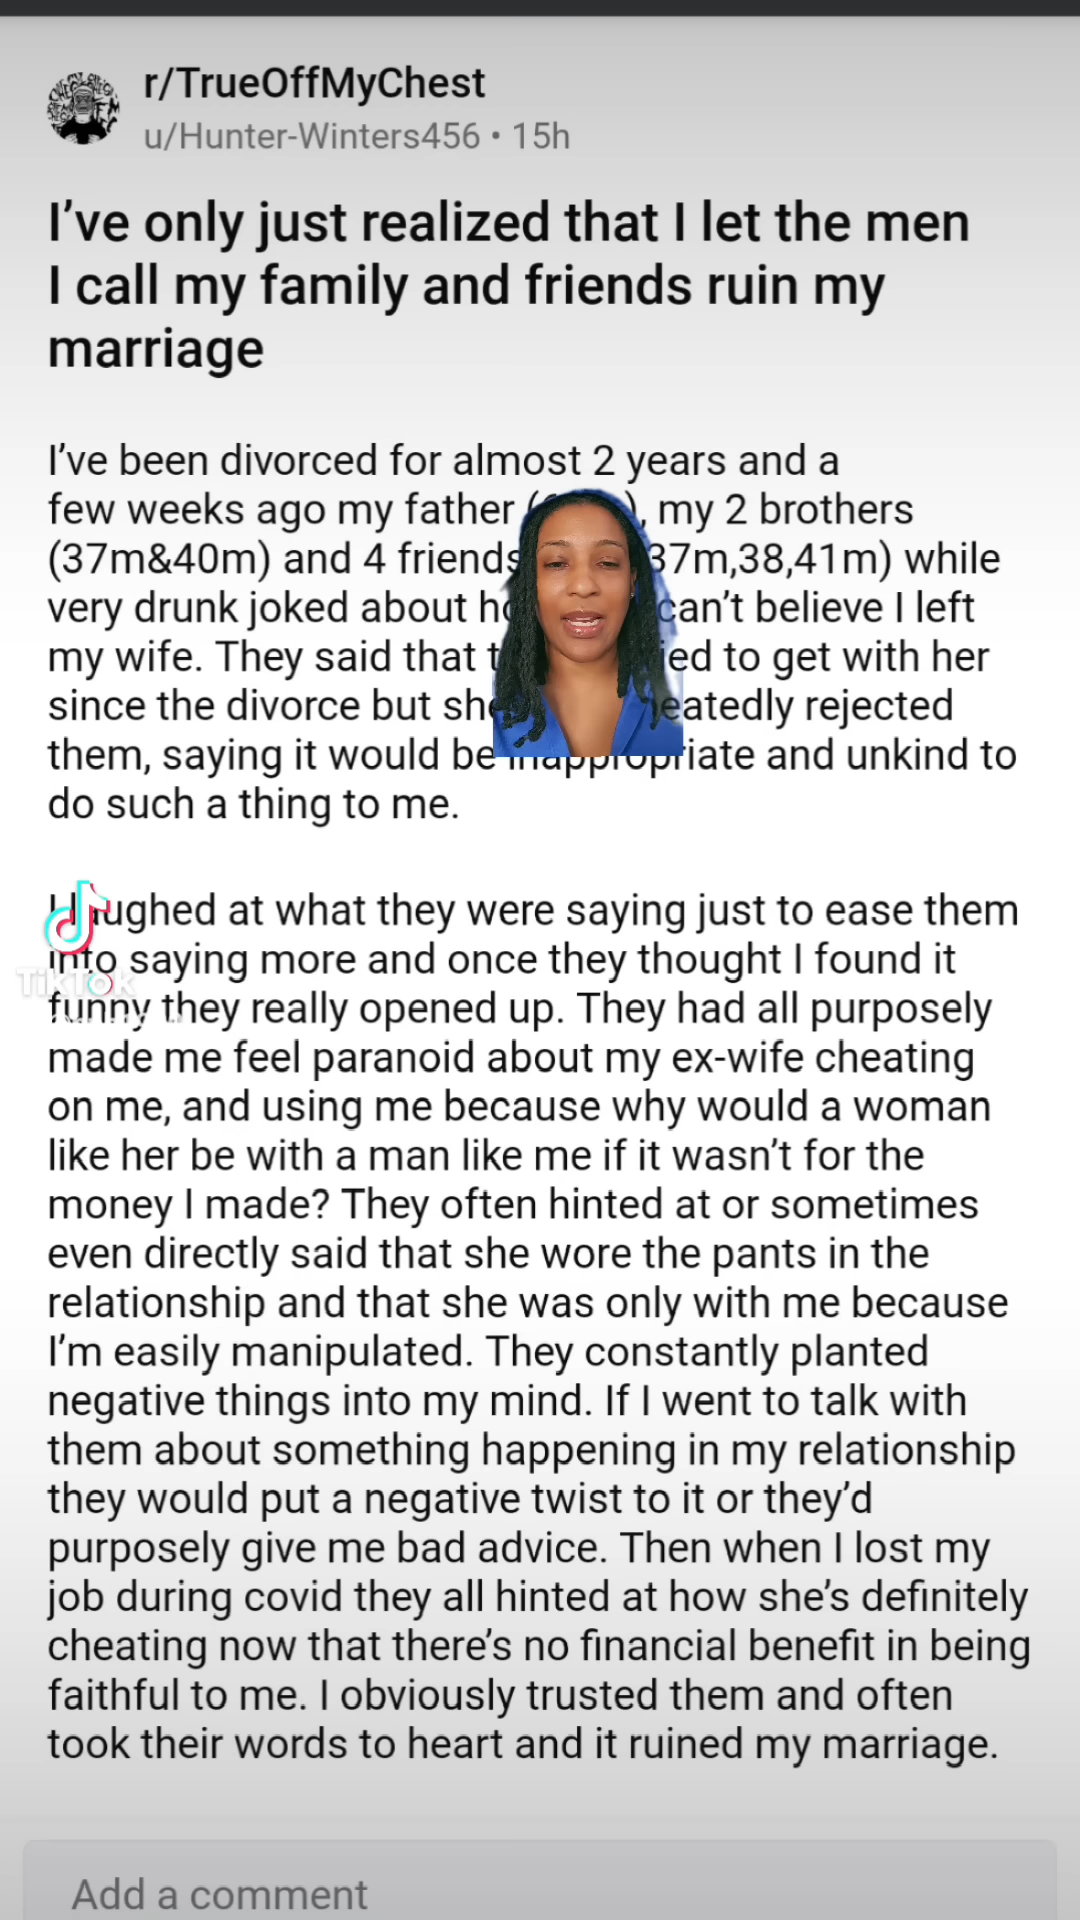 r/TrueOffMyChest
u/Hunter-Winters456 • 15h
I've only just realized that I let the men
I call my family and friends ruin my
marriage
I've been divorced for almost 2 years and a
few weeks ago my father my 2 brothers
(37m&40m) and 4 friends 37m,38,41m) while
very drunk joked about can't believe I left
my wife. They said that to get with her
since the divorce but she repeatedly rejected
them, saying it would be inappropriate and unkind to
do such a thing to me.
I laughed at what they were saying just to ease them
into saying more and once they thought I found it
funny they really opened up. They had all purposely
made me feel paranoid about my ex-wife cheating
on me, and using me because why would a woman
like her be with a man like me if it wasn't for the
money I made? They often hinted at or sometimes
even directly said that she wore the pants in the
relationship and that she was only with me because
I'm easily manipulated. They constantly planted
negative things into my mind. If I went to talk with
them about something happening in my relationship
they would put a negative twist to it or they'd
purposely give me bad advice. Then when I lost my
job during covid they all hinted at how she's definitely
cheating now that there's no financial benefit in being
faithful to me. I obviously trusted them and often
took their words to heart and it ruined my marriage.
TikTok
Add a comment